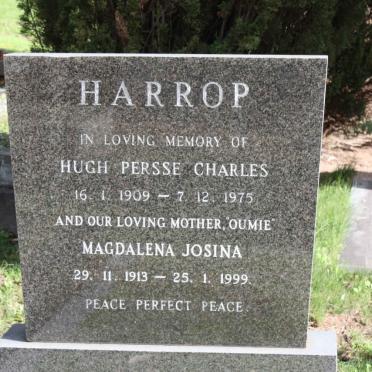 HARROP
IN LOVING MEMORY OF
HUGH PERSSE CHARLES
16. 1. 1909 — 7. 12. 1975
AND OUR LOVING MOTHER, "OUMIE"
MAGDALENA JOSINA
29. 11. 1913 — 25. 1. 1999.
PEACE PERFECT PEACE.